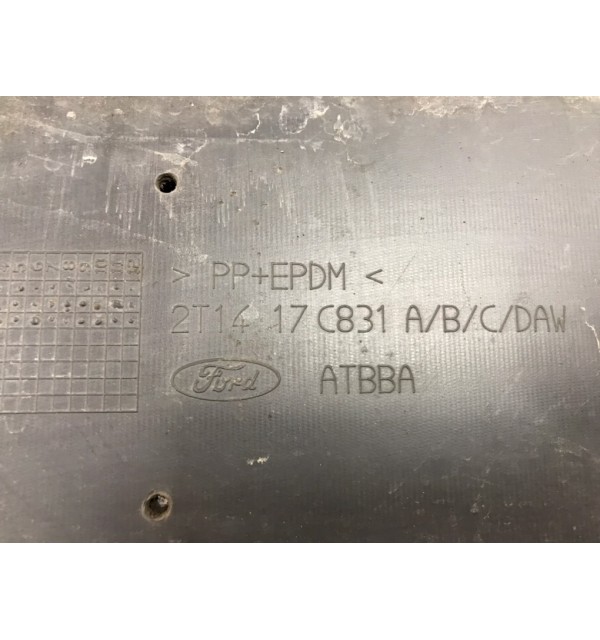 > PP+EPDM <
2T14 17C831 A/B/C/DAW
Ford ATBBA